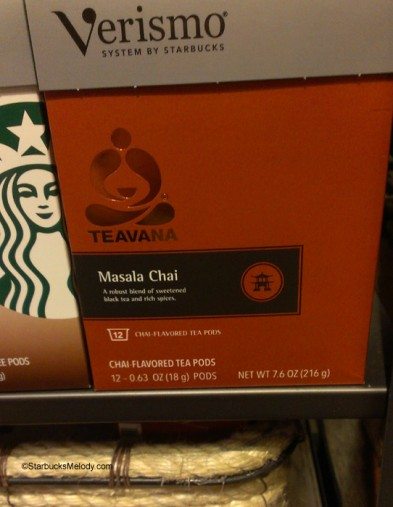 Verismo®
SYSTEM BY STARBUCKS
TEAVANA
Masala Chai
A robust blend of sweetened
black tea and rich spices.
12 CHAI-FLAVORED TEA PODS
CHAI-FLAVORED TEA PODS
12 - 0.63 OZ (18 g) PODS NET WT 7.6 OZ (216 g)
PODS
g)
©StarbucksMelody.com